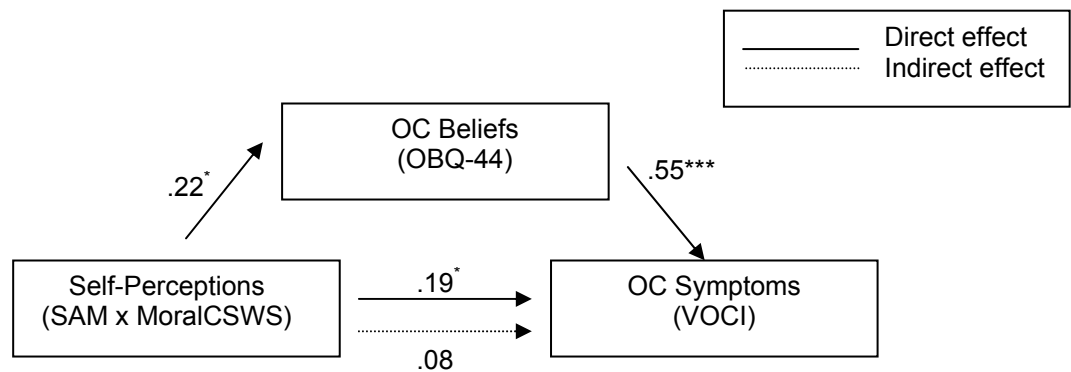 Direct effect
Indirect effect
OC Beliefs
(OBQ-44)
.22*
.55***
Self-Perceptions
(SAM x MoralCSWS)
.19*
.08
OC Symptoms
(VOCI)